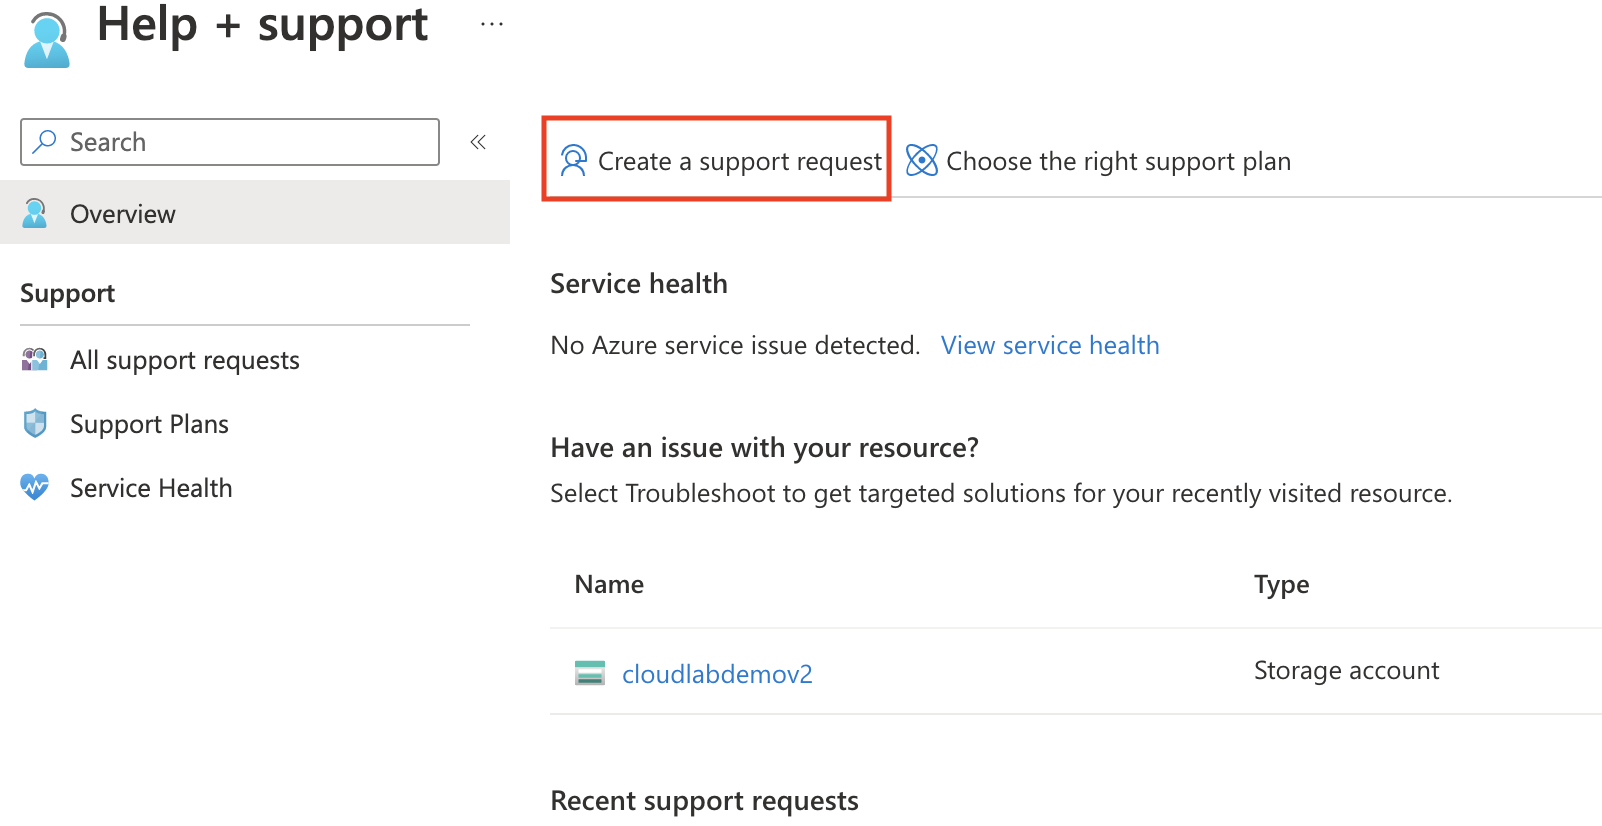 Help + support ...
Search
«
Create a support request
Choose the right support plan
Overview
Support
All support requests
Support Plans
Service Health
Service health
No Azure service issue detected. View service health
Have an issue with your resource?
Select Troubleshoot to get targeted solutions for your recently visited resource.
Name Type
cloudlabdemov2 Storage account
Recent support requests